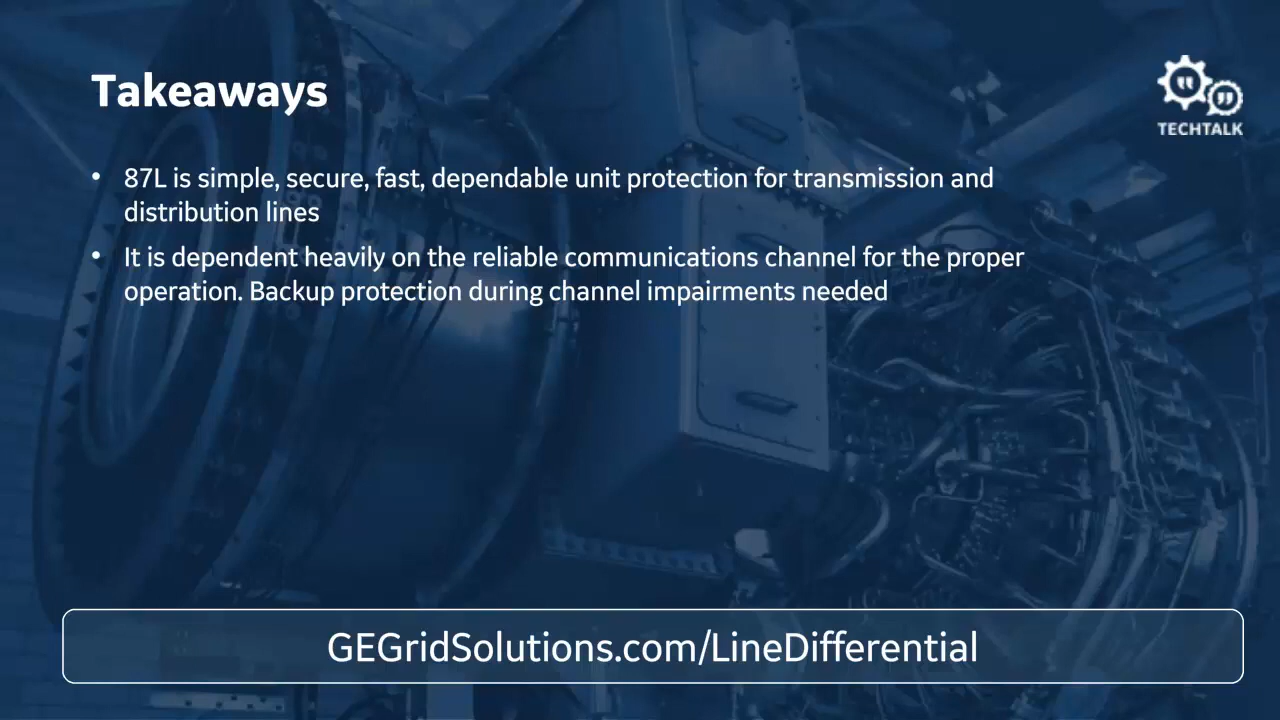 Takeaways
TECHTALK
• 87L is simple, secure, fast, dependable unit protection for transmission and
distribution lines
• It is dependent heavily on the reliable communications channel for the proper
operation. Backup protection during channel impairments needed
GEGridSolutions.com/LineDifferential